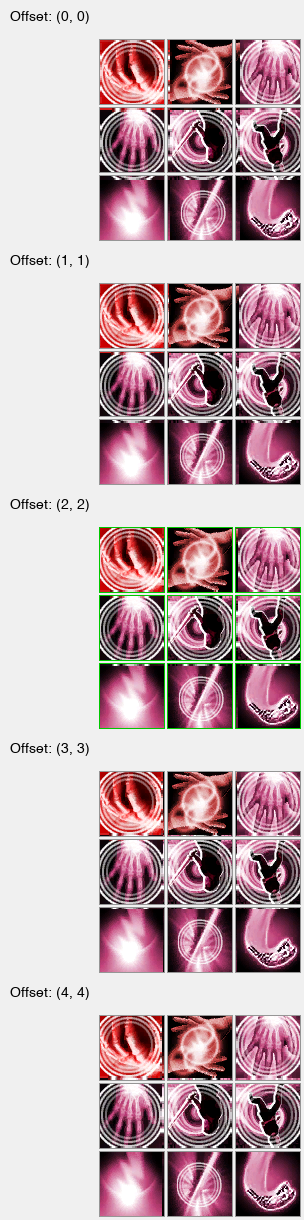 Offset: (0, 0)
Offset: (1, 1)
Offset: (2, 2)
Offset: (3, 3)
Offset: (4, 4)